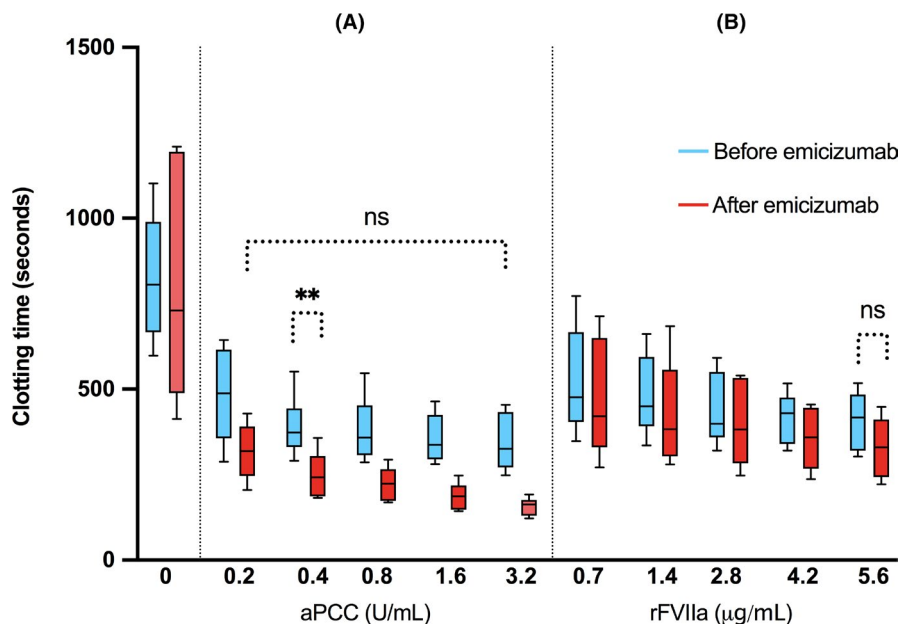 (A)
(B)
1500
1000
500
0
Clotting time (seconds)
Before emicizumab
After emicizumab
ns
**
ns
0
0.2
0.4
0.8
1.6
3.2
0.7
1.4
2.8
4.2
5.6
aPCC (U/mL)
rFVIIa (μg/mL)